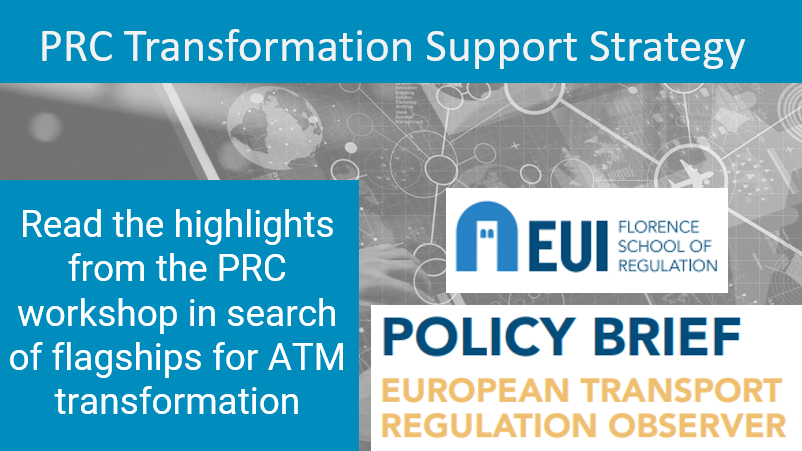 PRC Transformation Support Strategy
Read the highlights
from the PRC
workshop in search
of flagships for ATM
transformation
EUI
FLORENCE
SCHOOL OF
REGULATION
POLICY BRIEF
EUROPEAN TRANSPORT
REGULATION OBSERVER